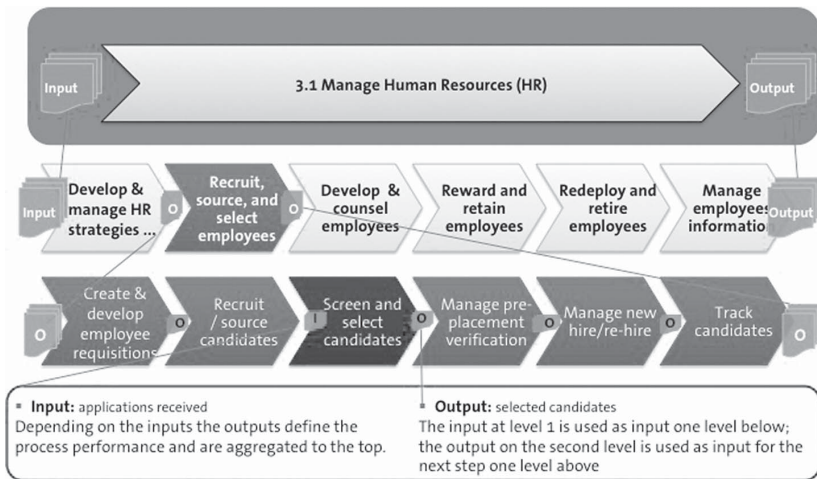 3.1 Manage Human Resources (HR)
Input
Output
Develop &
manage HR
strategies ...
Recruit,
source, and
select
employees
Develop &
counsel
employees
Reward and
retain
employees
Redeploy and
retire
employees
Manage
employees
information
Input
O
O
Output
O
Create &
develop
employee
requisitions
O
Recruit
/ source
candidates
I
Screen and
select
candidates
O
Manage pre-
placement
verification
O
Manage new
hire/re-hire
O
Track
candidates
O
▪ Input: applications received
Depending on the inputs the outputs define the
process performance and are aggregated to the top.
▪ Output: selected candidates
The input at level 1 is used as input one level below;
the output on the second level is used as input for the
next step one level above